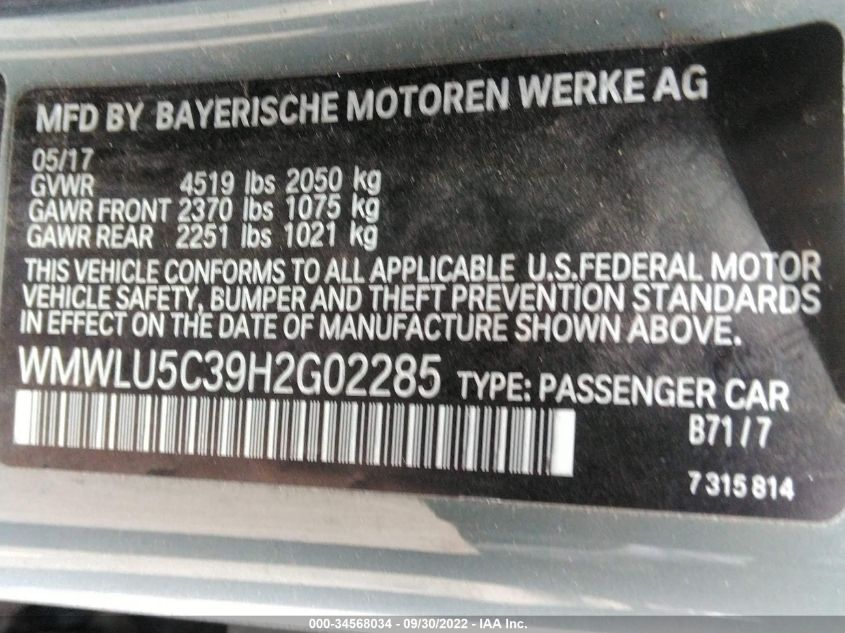 MFD BY BAYERISCHE MOTOREN WERKE AG
05/17
GVWR 4519 lbs 2050 kg
GAWR FRONT 2370 lbs 1075 kg
GAWR REAR 2251 lbs 1021 kg
THIS VEHICLE CONFORMS TO ALL APPLICABLE U.S.FEDERAL MOTOR
VEHICLE SAFETY, BUMPER AND THEFT PREVENTION STANDARDS
IN EFFECT ON THE DATE OF MANUFACTURE SHOWN ABOVE.
WMWLU5C39H2G02285 TYPE: PASSENGER CAR
B71/7
7 315 814
000-34568034 - 09/30/2022 - IAA Inc.